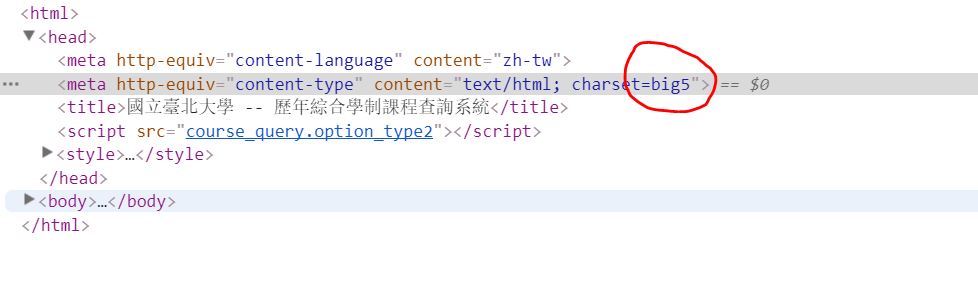 <html>
▼<head>
<meta http-equiv="content-language" content="zh-tw">
••• <meta http-equiv="content-type" content="text/html; charset=big5"> == $0
<title>國立臺北大學 -- 歷年綜合學制課程查詢系統</title>
<script src="course_query.option_type2"></script>
▶<style>…</style>
</head>
▶<body>…</body>
</html>